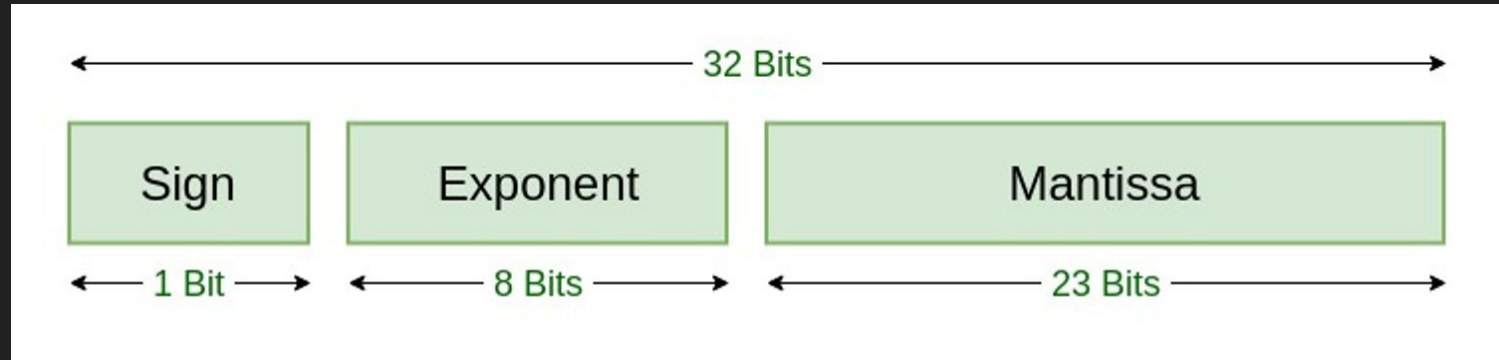 32 Bits
Sign Exponent Mantissa
1 Bit 8 Bits 23 Bits